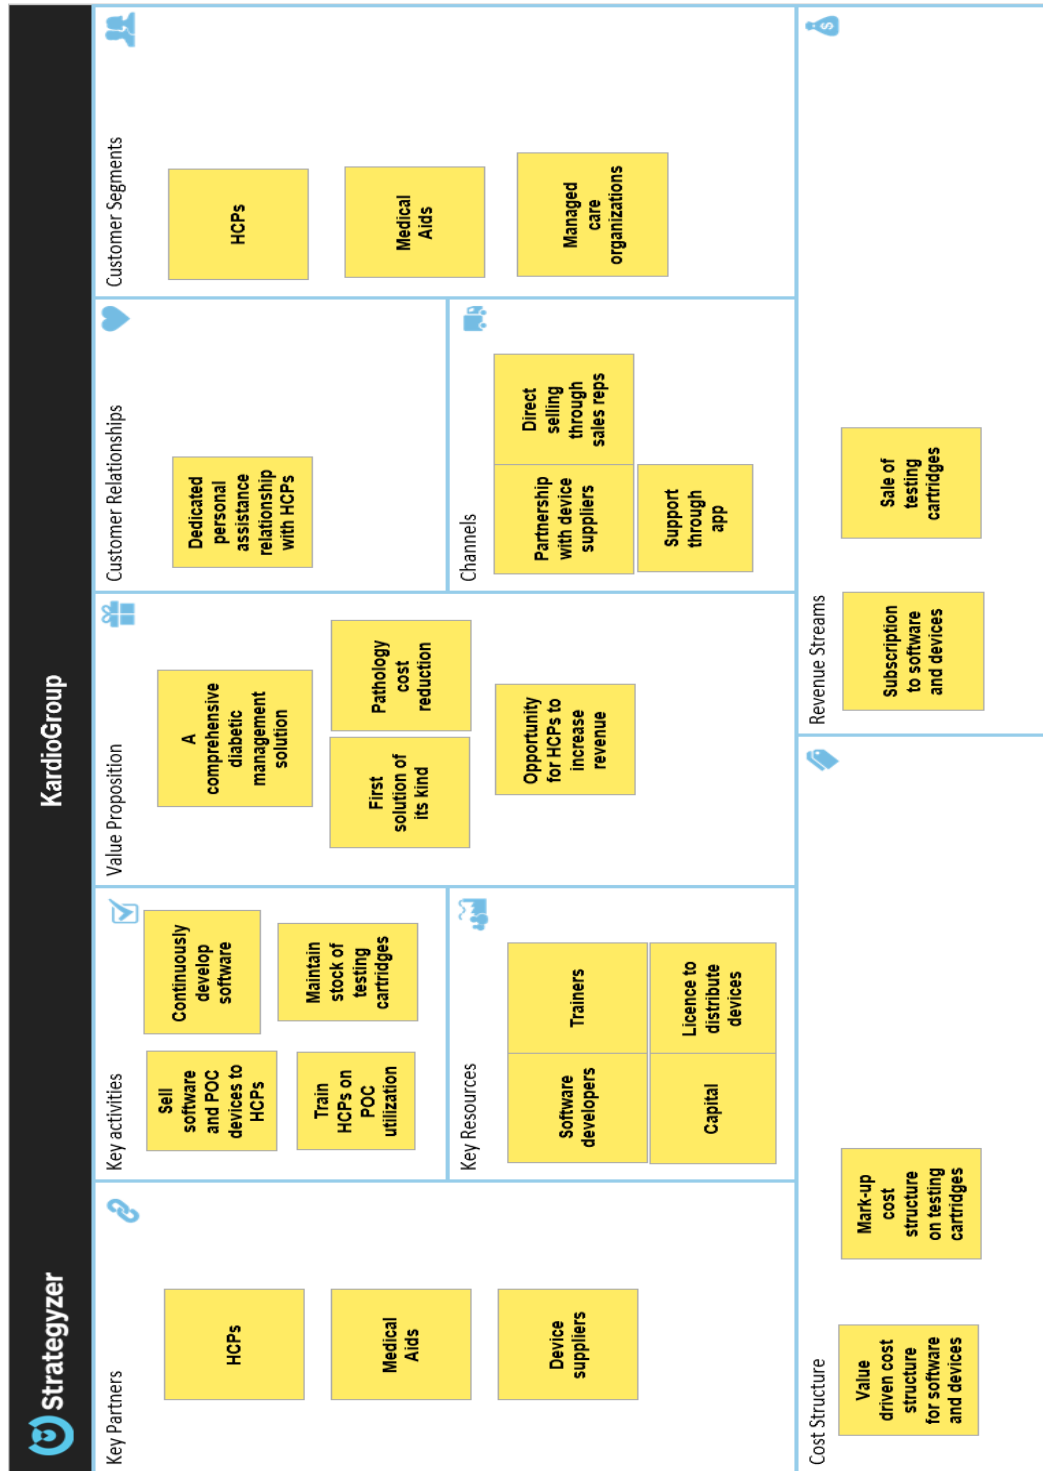 Strategyzer
KardioGroup
Key Partners
HCPs
Medical
Aids
Device
suppliers
Key activities
Sell
software
and POC
devices to
HCPs
Continuously
develop
software
Train
HCPs on
POC
utilization
Maintain
stock of
testing
cartridges
Key Resources
Software
developers
Trainers
Capital
Licence to
distribute
devices
Value Proposition
A
comprehensive
diabetic
management
solution
First
solution of
its kind
Pathology
cost
reduction
Opportunity
for HCPs to
increase
revenue
Customer Relationships
Dedicated
personal
assistance
relationship
with HCPs
Channels
Partnership
with device
suppliers
Direct
selling
through
sales reps
Support
through
app
Customer Segments
HCPs
Medical
Aids
Managed
care
organizations
Cost Structure
Value
driven cost
structure
for software
and devices
Mark-up
cost
structure
on testing
cartridges
Revenue Streams
Subscription
to software
and devices
Sale of
testing
cartridges